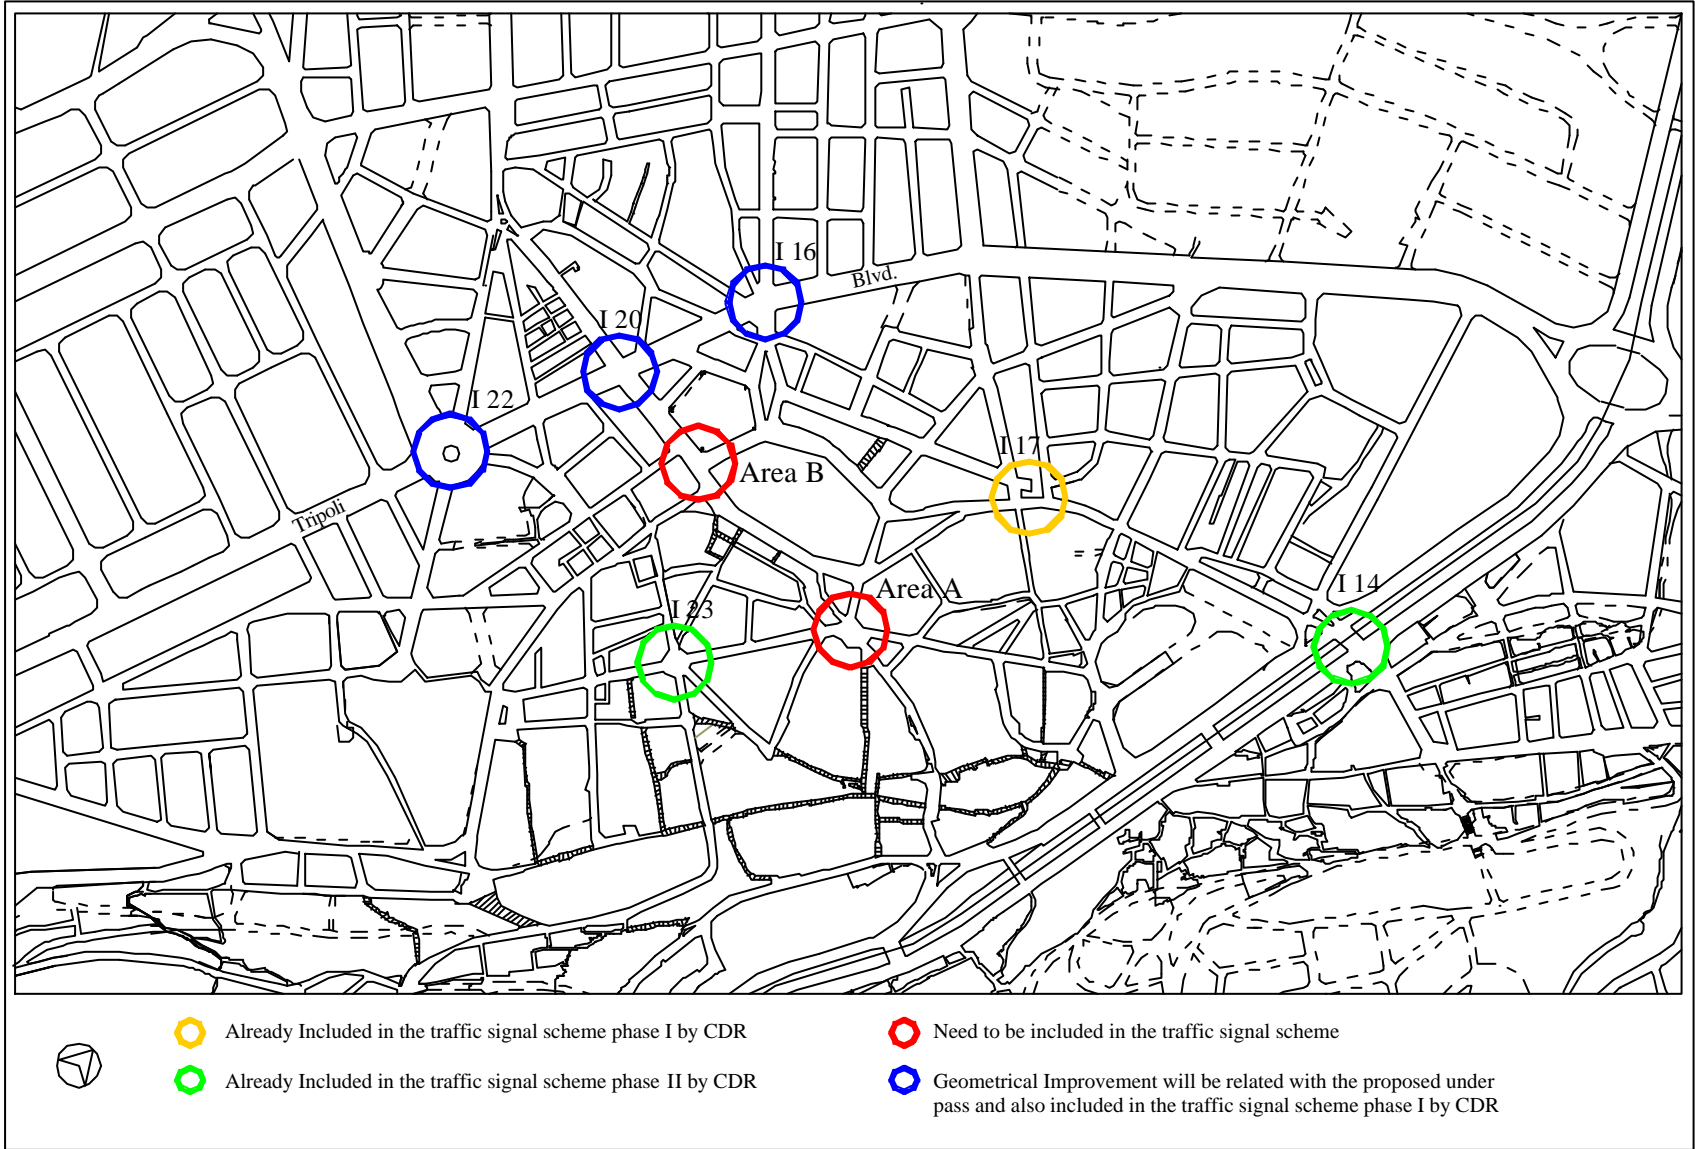 I 16
Blvd.
I 20
I 22
I 17
Area B
Tripoli
Area A
I 14
I 23
Already Included in the traffic signal scheme phase I by CDR
Need to be included in the traffic signal scheme
Already Included in the traffic signal scheme phase II by CDR
Geometrical Improvement will be related with the proposed under
pass and also included in the traffic signal scheme phase I by CDR